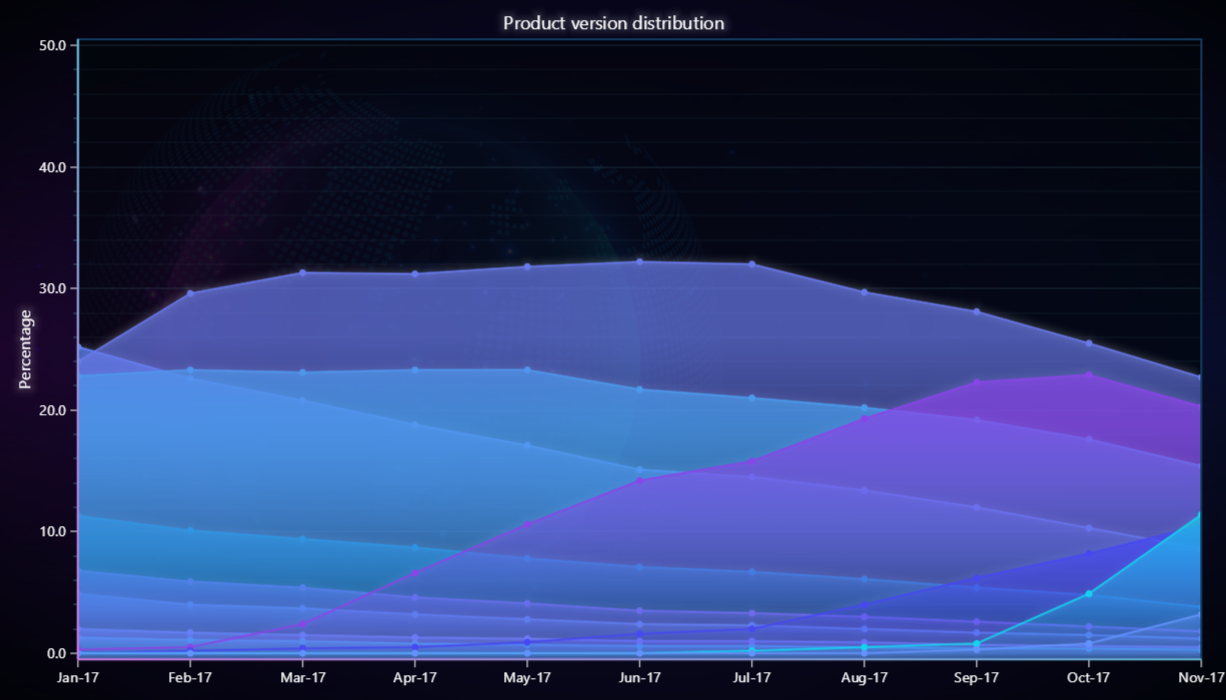 Product version distribution
50.0
40.0
30.0
20.0
10.0
0.0
Percentage
Jan-17 Feb-17 Mar-17 Apr-17 May-17 Jun-17 Jul-17 Aug-17 Sep-17 Oct-17 Nov-17